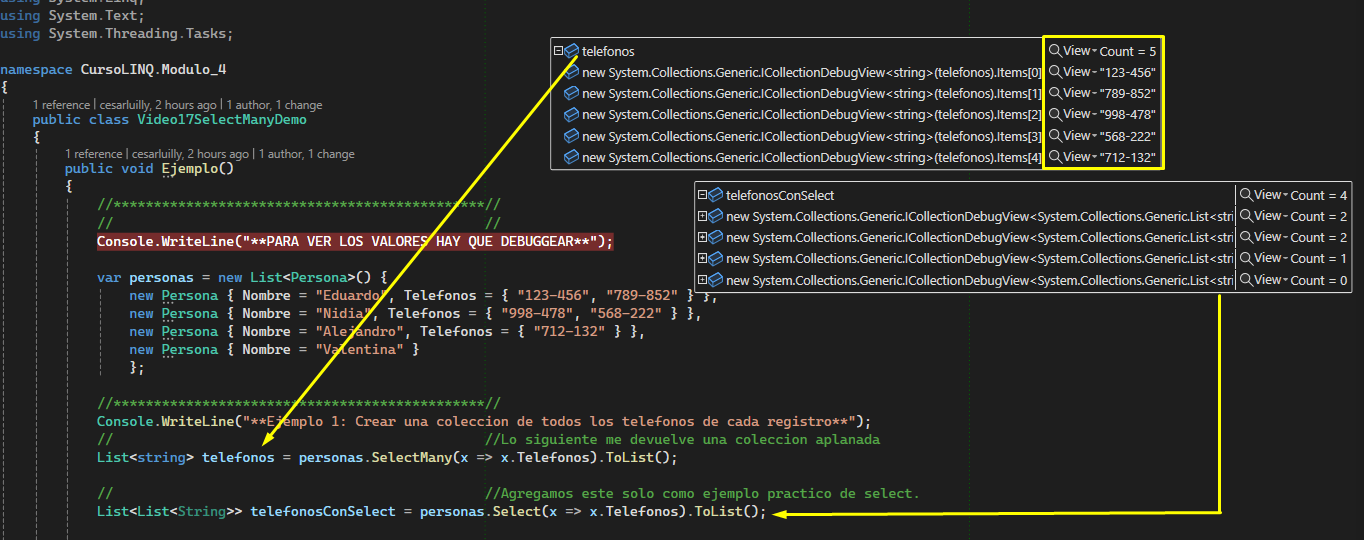 using System.Linq;
using System.Text;
using System.Threading.Tasks;
namespace CursoLINQ.Modulo_4
{
1 reference | cesarluilly, 2 hours ago | 1 author, 1 change
public class Video17SelectManyDemo
{
1 reference | cesarluilly, 2 hours ago | 1 author, 1 change
public void Ejemplo()
{
//********************************************//
// //
Console.WriteLine("**PARA VER LOS VALORES HAY QUE DEBUGGEAR**");
var personas = new List<Persona>() {
new Persona { Nombre = "Eduardo", Telefonos = { "123-456", "789-852" } },
new Persona { Nombre = "Nidia", Telefonos = { "998-478", "568-222" } },
new Persona { Nombre = "Alejandro", Telefonos = { "712-132" } },
new Persona { Nombre = "Valentina" }
};
//********************************************//
Console.WriteLine("**Ejemplo 1: Crear una coleccion de todos los telefonos de cada registro**");
// //Lo siguiente me devuelve una coleccion aplanada
List<string> telefonos = personas.SelectMany(x => x.Telefonos).ToList();
// //Agregamos este solo como ejemplo practico de select.
List<List<String>> telefonosConSelect = personas.Select(x => x.Telefonos).ToList();
telefonos View Count = 5
new System.Collections.Generic.ICollectionDebugView<string>(telefonos).Items[0] View "123-456"
new System.Collections.Generic.ICollectionDebugView<string>(telefonos).Items[1] View "789-852"
new System.Collections.Generic.ICollectionDebugView<string>(telefonos).Items[2] View "998-478"
new System.Collections.Generic.ICollectionDebugView<string>(telefonos).Items[3] View "568-222"
new System.Collections.Generic.ICollectionDebugView<string>(telefonos).Items[4] View "712-132"
telefonosConSelect View Count = 4
new System.Collections.Generic.ICollectionDebugView<System.Collections.Generic.List<stri View Count = 2
new System.Collections.Generic.ICollectionDebugView<System.Collections.Generic.List<stri View Count = 2
new System.Collections.Generic.ICollectionDebugView<System.Collections.Generic.List<stri View Count = 1
new System.Collections.Generic.ICollectionDebugView<System.Collections.Generic.List<stri View Count = 0